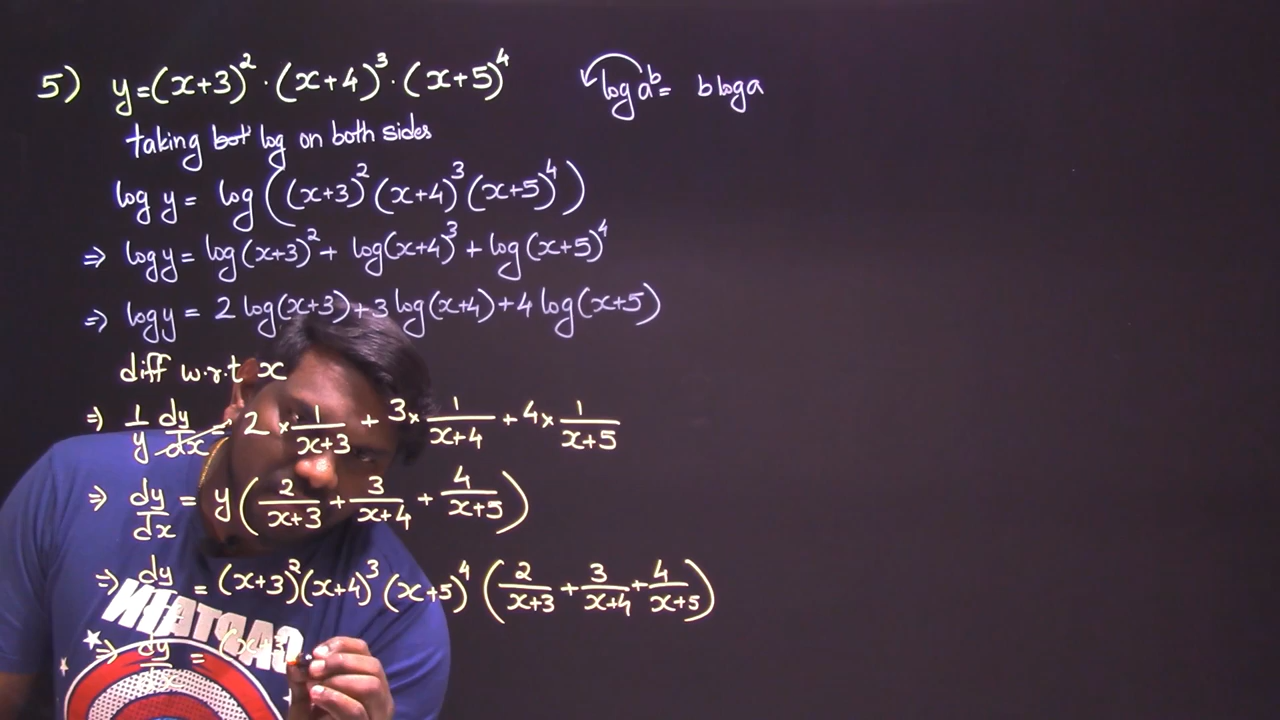 5) y=(x+3)²·(x+4)³·(x+5)⁴ log aᵇ= b log a
taking bot log on both sides
log y = log((x+3)²(x+4)³(x+5)⁴)
⇒ log y = log(x+3)² + log(x+4)³ + log(x+5)⁴
⇒ log y = 2 log(x+3)+3 log(x+4)+4 log(x+5)
diff w.r.t x
⇒ 1/y dy/dx = 2 × 1/(x+3) + 3× 1/(x+4) + 4× 1/(x+5)
⇒ dy/dx = y(2/(x+3) + 3/(x+4) + 4/(x+5))
⇒ dy = (x+3)²(x+4)³(x+5)⁴(2/(x+3) + 3/(x+4) + 4/(x+5))
⇒ dy/dx = (x+3
CAPTAIN